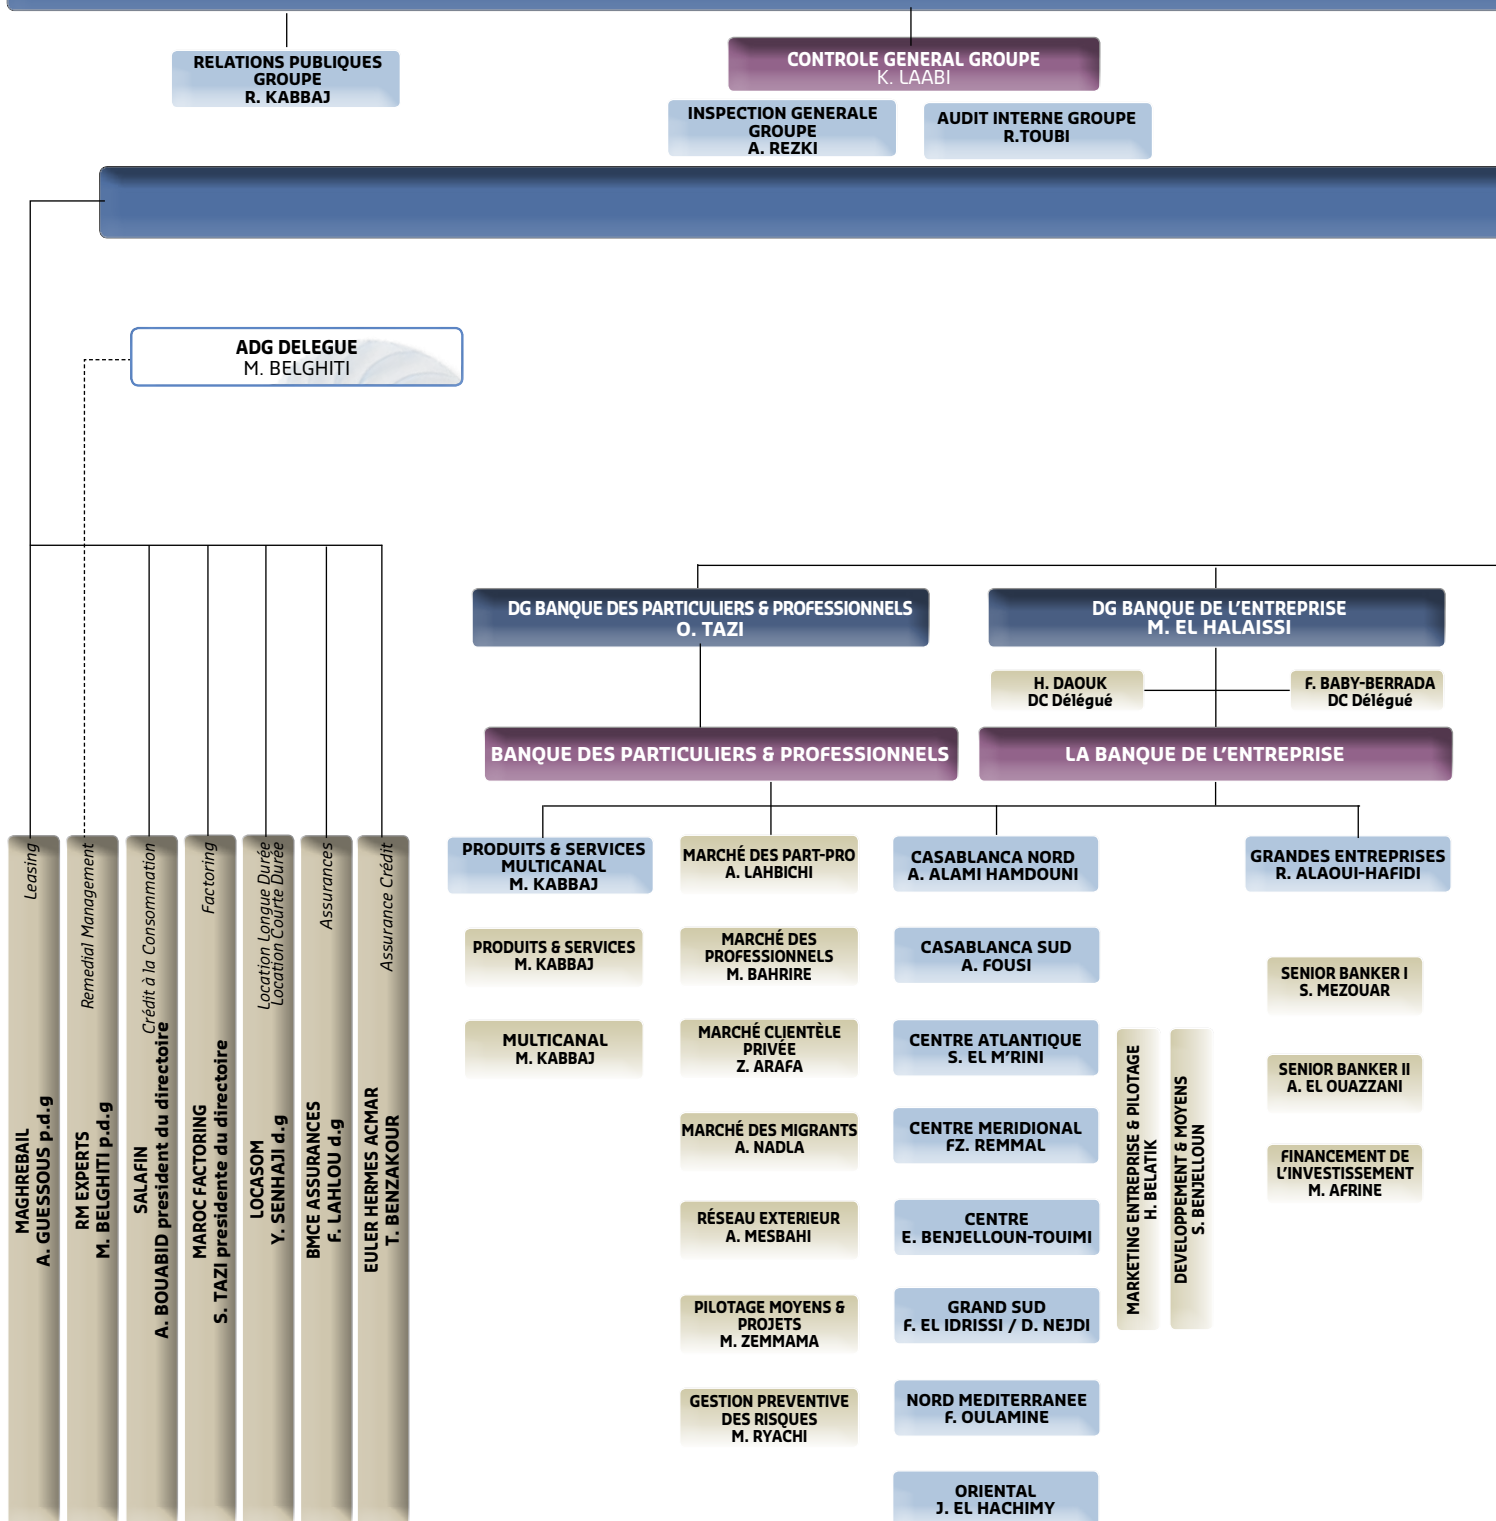 RELATIONS PUBLIQUES
GROUPE
R. KABBAJ
CONTROLE GENERAL GROUPE
K. LAABI
INSPECTION GENERALE
GROUPE
A. REZKI
AUDIT INTERNE GROUPE
R.TOUBI
ADG DELEGUE
M. BELGHITI
DG BANQUE DES PARTICULIERS & PROFESSIONNELS
O. TAZI
DG BANQUE DE L'ENTREPRISE
M. EL HALAISSI
H. DAOUK
DC Délégué
F. BABY-BERRADA
DC Délégué
BANQUE DES PARTICULIERS & PROFESSIONNELS
LA BANQUE DE L'ENTREPRISE
Leasing
MAGHREBAIL
A. GUESSOUS p.d.g
Remedial Management
RM EXPERTS
M. BELGHITI p.d.g
Crédit à la Consommation
SALAFIN
A. BOUABID president du directoire
Factoring
MAROC FACTORING
S. TAZI presidente du directoire
Location Longue Durée
Location Courte Durée
LOCASOM
Y. SENHAJI d.g
Assurances
BMCE ASSURANCES
F. LAHLOU d.g
Assurance Crédit
EULER HERMES ACMAR
T. BENZAKOUR
PRODUITS & SERVICES
MULTICANAL
M. KABBAJ
PRODUITS & SERVICES
M. KABBAJ
MULTICANAL
M. KABBAJ
MARCHÉ DES PART-PRO
A. LAHBICHI
MARCHÉ DES
PROFESSIONNELS
M. BAHRIRE
MARCHÉ CLIENTÈLE
PRIVÉE
Z. ARAFA
MARCHÉ DES MIGRANTS
A. NADLA
RÉSEAU EXTERIEUR
A. MESBAHI
PILOTAGE MOYENS &
PROJETS
M. ZEMMAMA
GESTION PREVENTIVE
DES RISQUES
M. RYACHI
CASABLANCA NORD
A. ALAMI HAMDOUNI
CASABLANCA SUD
A. FOUSI
CENTRE ATLANTIQUE
S. EL M'RINI
CENTRE MERIDIONAL
FZ. REMMAL
CENTRE
E. BENJELLOUN-TOUIMI
GRAND SUD
F. EL IDRISSI / D. NEJDI
NORD MEDITERRANEE
F. OULAMINE
ORIENTAL
J. EL HACHIMY
MARKETING ENTREPRISE & PILOTAGE
H. BELATIK
DEVELOPPEMENT & MOYENS
S. BENJELLOUN
GRANDES ENTREPRISES
R. ALAOUI-HAFIDI
SENIOR BANKER I
S. MEZOUAR
SENIOR BANKER II
A. EL OUAZZANI
FINANCEMENT DE
L'INVESTISSEMENT
M. AFRINE